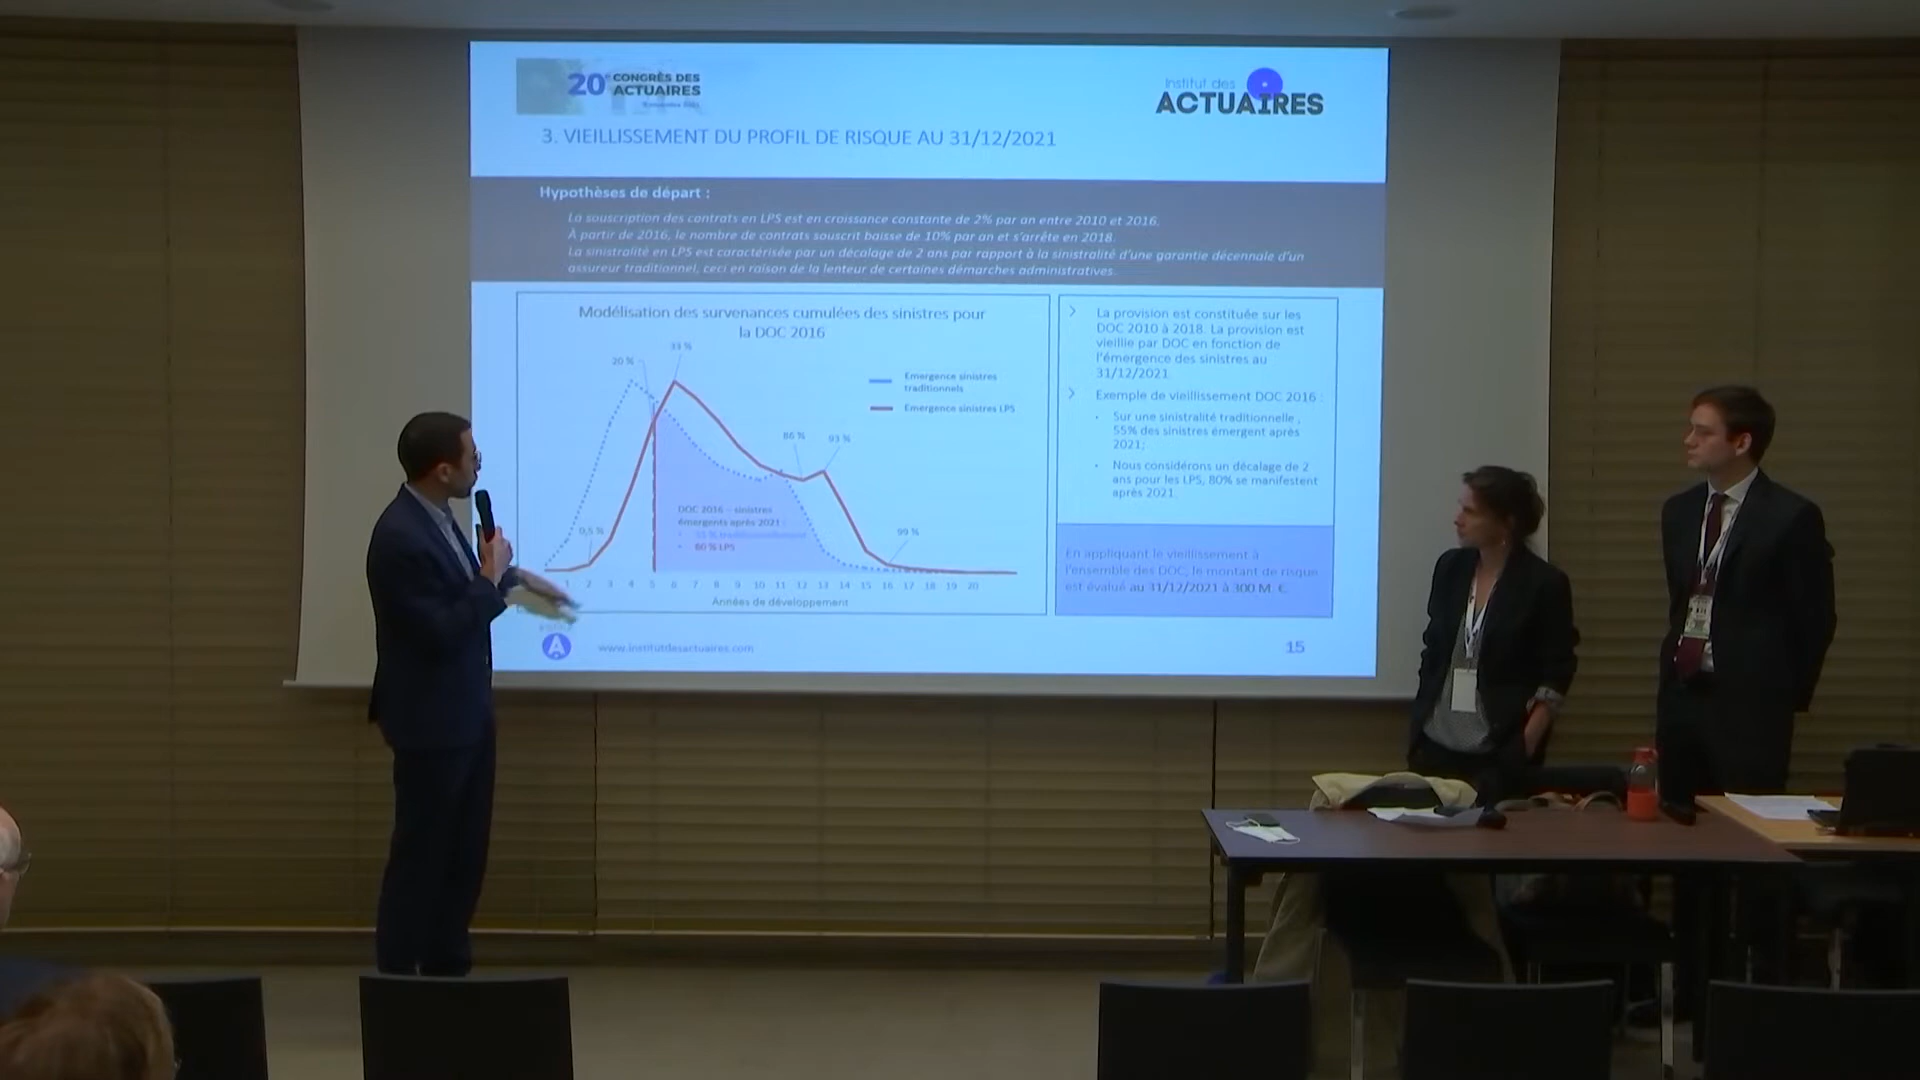 20e CONGRÈS DES
ACTUAIRES
Institut des
ACTUAIRES
3. VIEILLISSEMENT DU PROFIL DE RISQUE AU 31/12/2021
Hypothèses de départ :
La souscription des contrats en LPS est en croissance constante de 2% par an entre 2010 et 2016.
À partir de 2016, le nombre de contrats souscrit baisse de 10% par an et s'arrête en 2018.
La sinistralité en LPS est caractérisée par un décalage de 2 ans par rapport à la sinistralité d'une garantie décennale d'un
assureur traditionnel, ceci en raison de la lenteur de certaines démarches administratives.
Modélisation des survenances cumulées des sinistres pour
la DOC 2016
33 %
20 %
Emergence sinistres
traditionnels
Emergence sinistres LPS
86 %
93 %
DOC 2016 – sinistres
émergents après 2021 :
80 % LPS
0,5 %
99 %
1 2 3 4 5 6 7 8 9 10 11 12 13 14 15 16 17 18 19 20
Années de développement
> La provision est constituée sur les
DOC 2010 à 2018. La provision est
vieillie par DOC en fonction de
l'émergence des sinistres au
31/12/2021
> Exemple de vieillissement DOC 2016 :
• Sur une sinistralité traditionnelle ,
55% des sinistres émergent après
2021;
• Nous considérons un décalage de 2
ans pour les LPS, 80% se manifestent
après 2021.
En appliquant le vieillissement à
l'ensemble des DOC, le montant de risque
est évalué au 31/12/2021 à 300 M. €.
www.institutdesactuaires.com
15